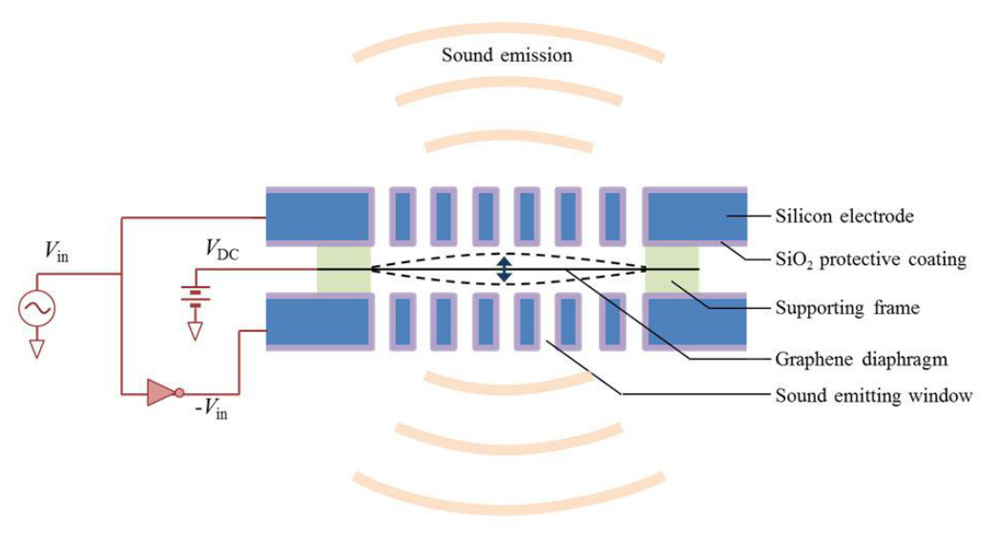 Sound emission
Silicon electrode
V_in
V_DC
SiO₂ protective coating
Supporting frame
Graphene diaphragm
Sound emitting window
-V_in